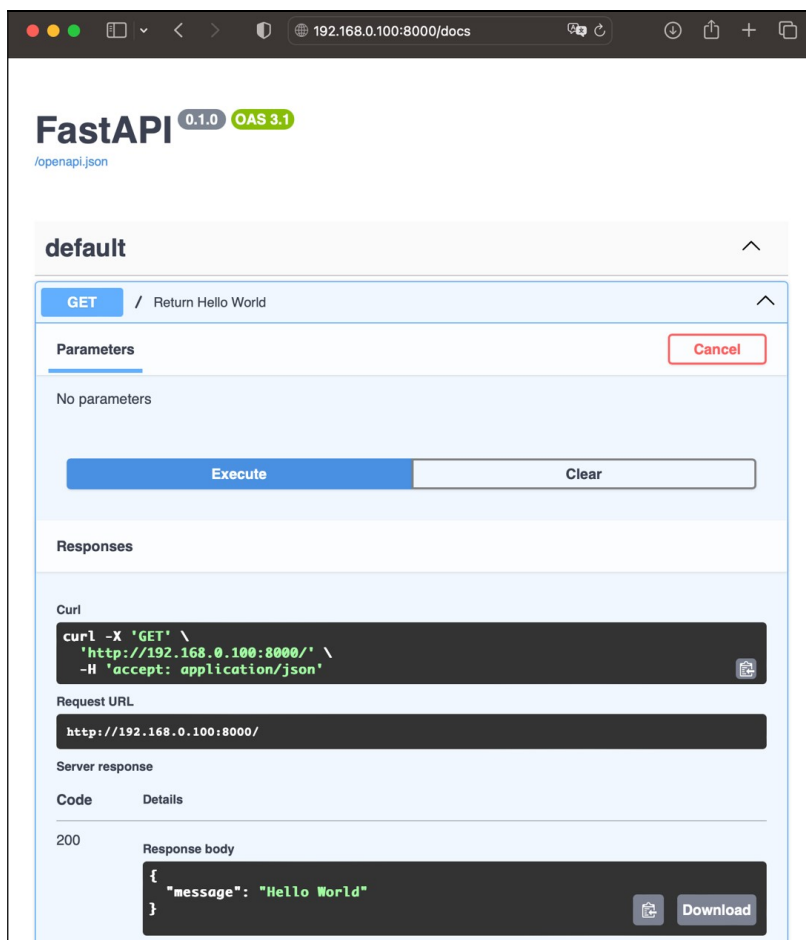 192.168.0.100:8000/docs
FastAPI 0.1.0 OAS 3.1
/openapi.json
default
GET / Return Hello World
Parameters
Cancel
No parameters
Execute
Clear
Responses
Curl
curl -X 'GET' \
'http://192.168.0.100:8000/' \
-H 'accept: application/json'
Request URL
http://192.168.0.100:8000/
Server response
Code Details
200
Response body
{
"message": "Hello World"
}
Download